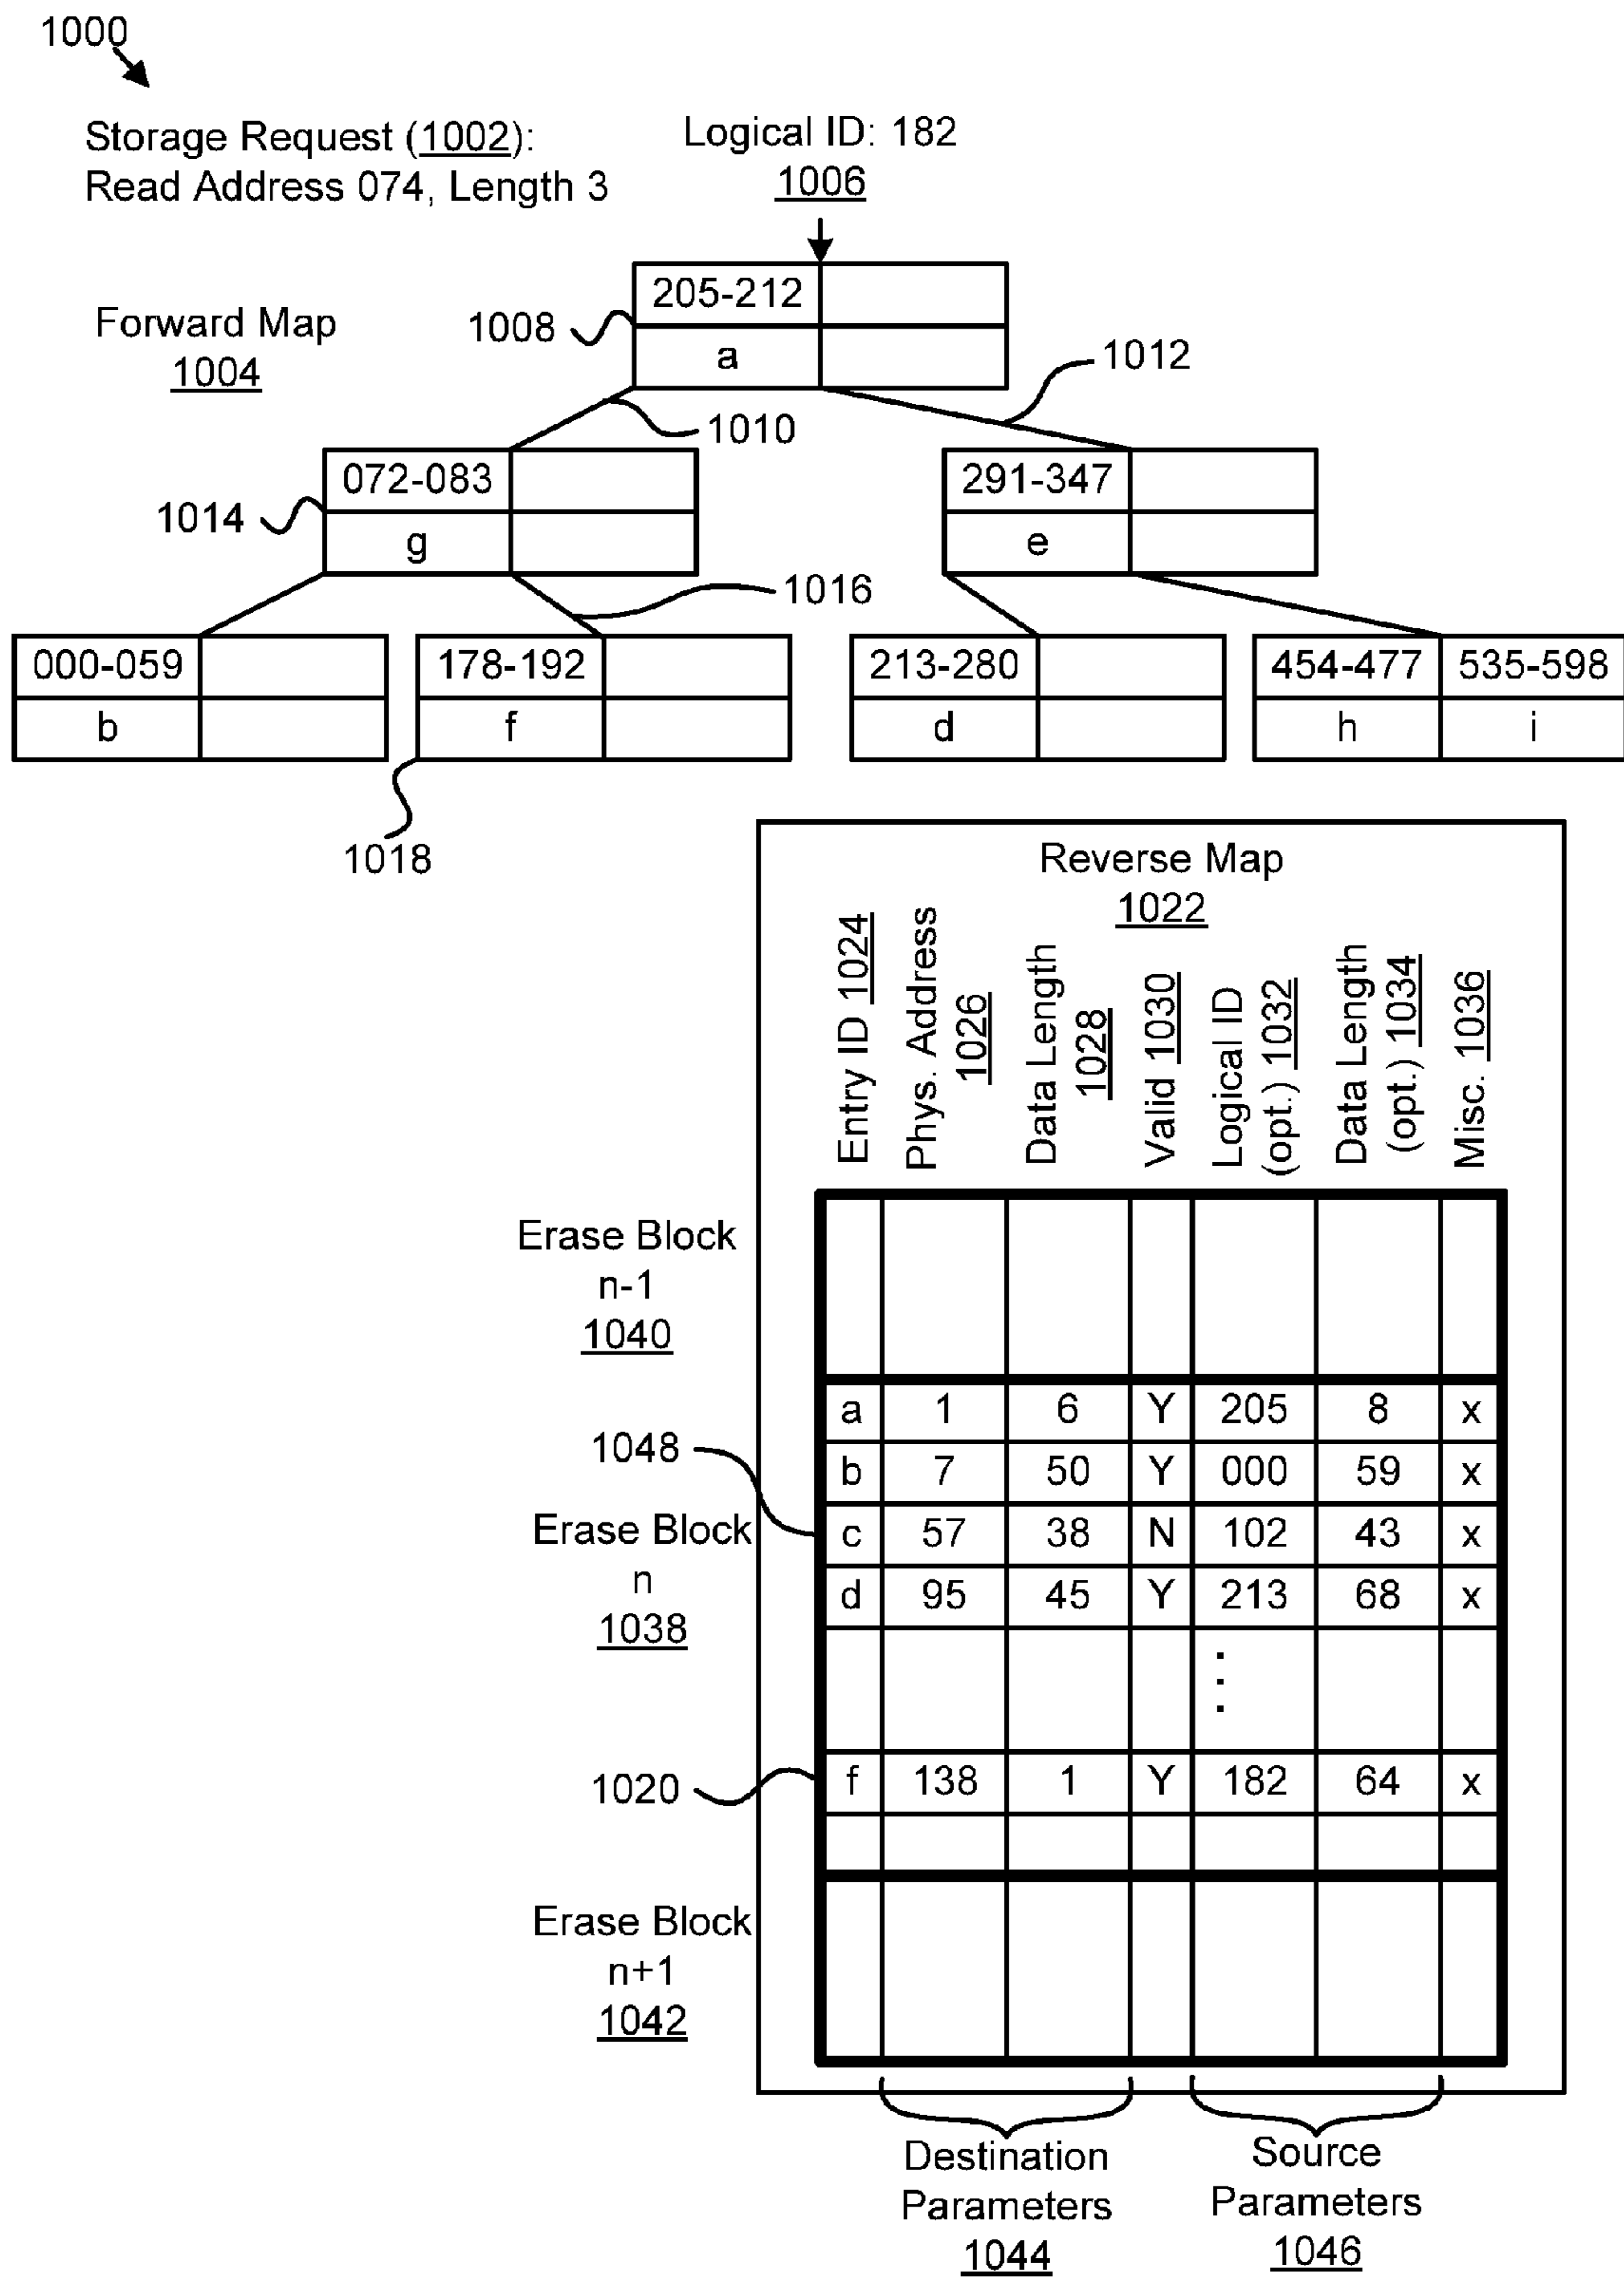 1000
Storage Request (1002):
Read Address 074, Length 3
Logical ID: 182
1006
Forward Map
1004
1008
205-212
a
1010
1012
1014
072-083
g
291-347
e
1016
000-059
b
178-192
f
213-280
d
454-477 535-598
h i
1018
Reverse Map
1022
Entry ID 1024
Phys. Address
1026
Data Length
1028
Valid 1030
Logical ID
(opt.) 1032
Data Length
(opt.) 1034
Misc. 1036
Erase Block
n-1
1040
a 1 6 Y 205 8 x
1048
b 7 50 Y 000 59 x
Erase Block
n
1038
c 57 38 N 102 43 x
d 95 45 Y 213 68 x
⋮
1020
f 138 1 Y 182 64 x
Erase Block
n+1
1042
Destination
Parameters
1044
Source
Parameters
1046